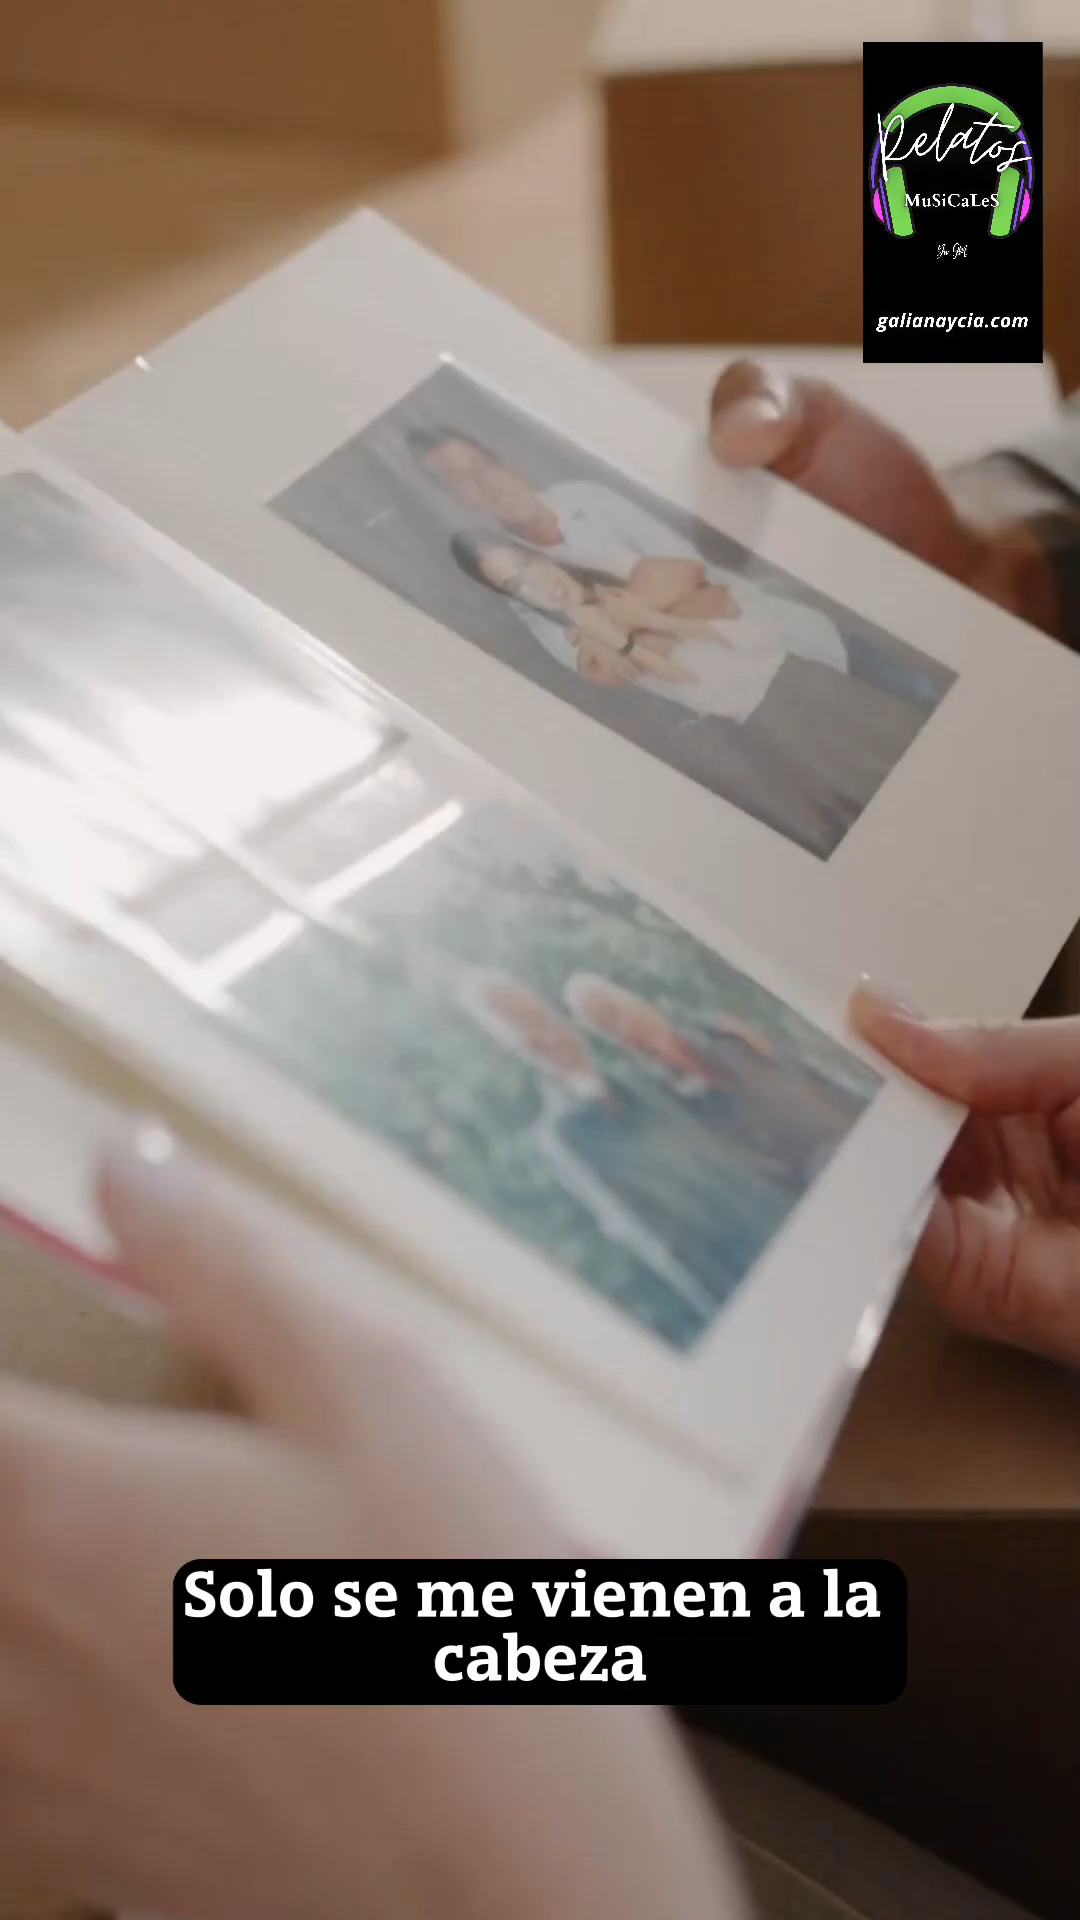 Relatos
MuSiCaLeS
galianaycia.com
Solo se me vienen a la
cabeza